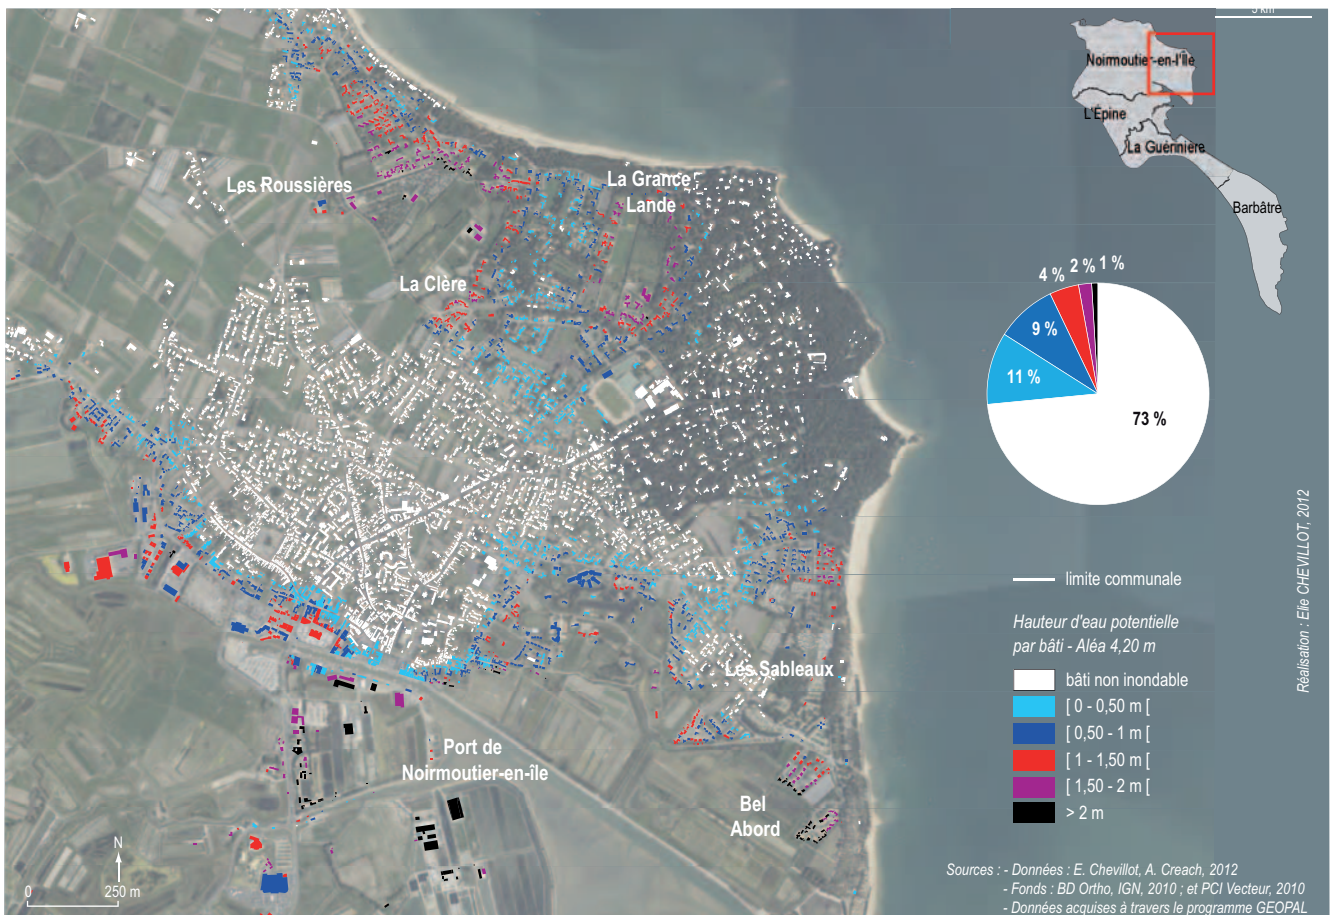 5 km
Noirmoutier-en-l'Île
L'Épine
La Guérinière
Barbâtre
Les Roussières
La Grance
Lande
La Clère
4 %
2 %
1 %
9 %
11 %
73 %
limite communale
Hauteur d'eau potentielle
par bâti - Aléa 4,20 m
bâti non inondable
[ 0 - 0,50 m [
[ 0,50 - 1 m [
[ 1 - 1,50 m [
[ 1,50 - 2 m [
> 2 m
Réalisation : Elie CHEVILLOT, 2012
Les Sableaux
Port de
Noirmoutier-en-île
Bel
Abord
N
0 250 m
Sources : - Données : E. Chevillot, A. Creach, 2012
- Fonds : BD Ortho, IGN, 2010 ; et PCI Vecteur, 2010
- Données acquises à travers le programme GEOPAL